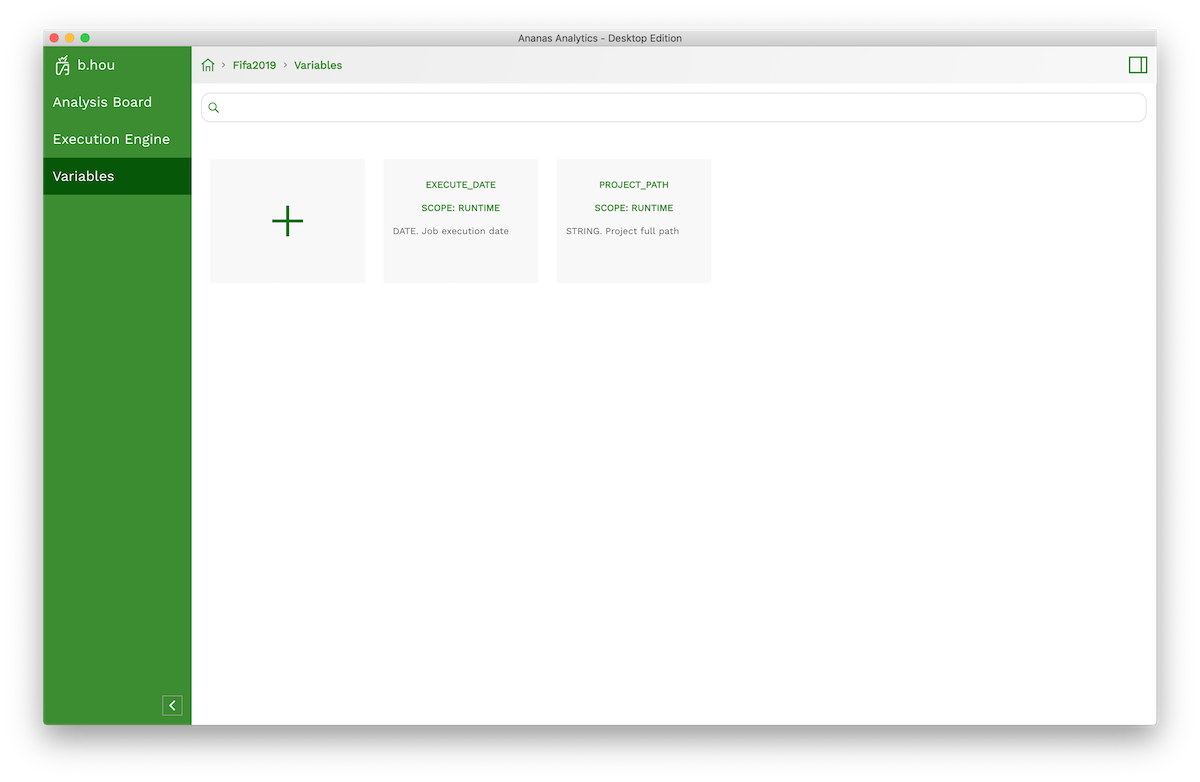 Ananas Analytics - Desktop Edition
b.hou
Fifa2019 > Variables
Analysis Board
Execution Engine
Variables
EXECUTE_DATE
SCOPE: RUNTIME
DATE. Job execution date
PROJECT_PATH
SCOPE: RUNTIME
STRING. Project full path